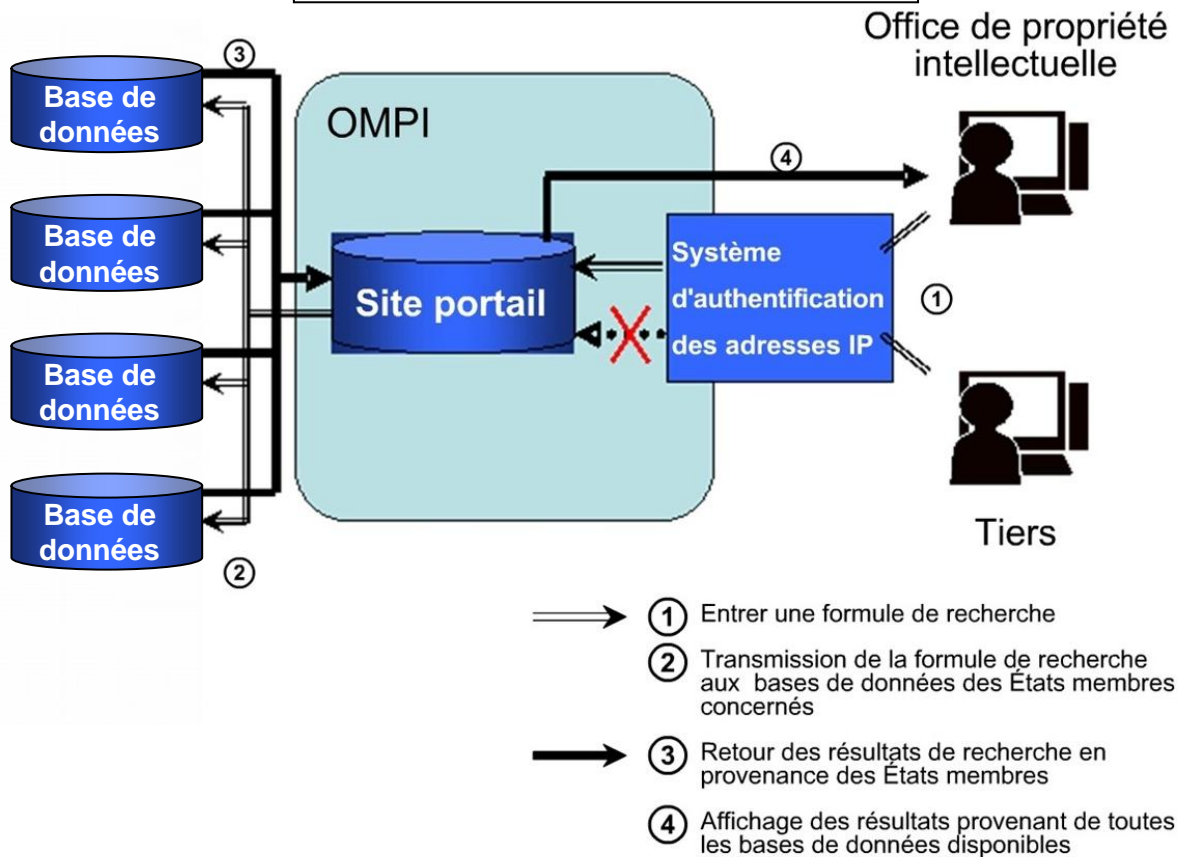 Office de propriété
intellectuelle
③
Base de
données
OMPI
④
Base de
données
Système
d'authentification
des adresses IP
①
Site portail
Base de
données
Base de
données
Tiers
②
① Entrer une formule de recherche
② Transmission de la formule de recherche
aux bases de données des États membres
concernés
③ Retour des résultats de recherche en
provenance des États membres
④ Affichage des résultats provenant de toutes
les bases de données disponibles